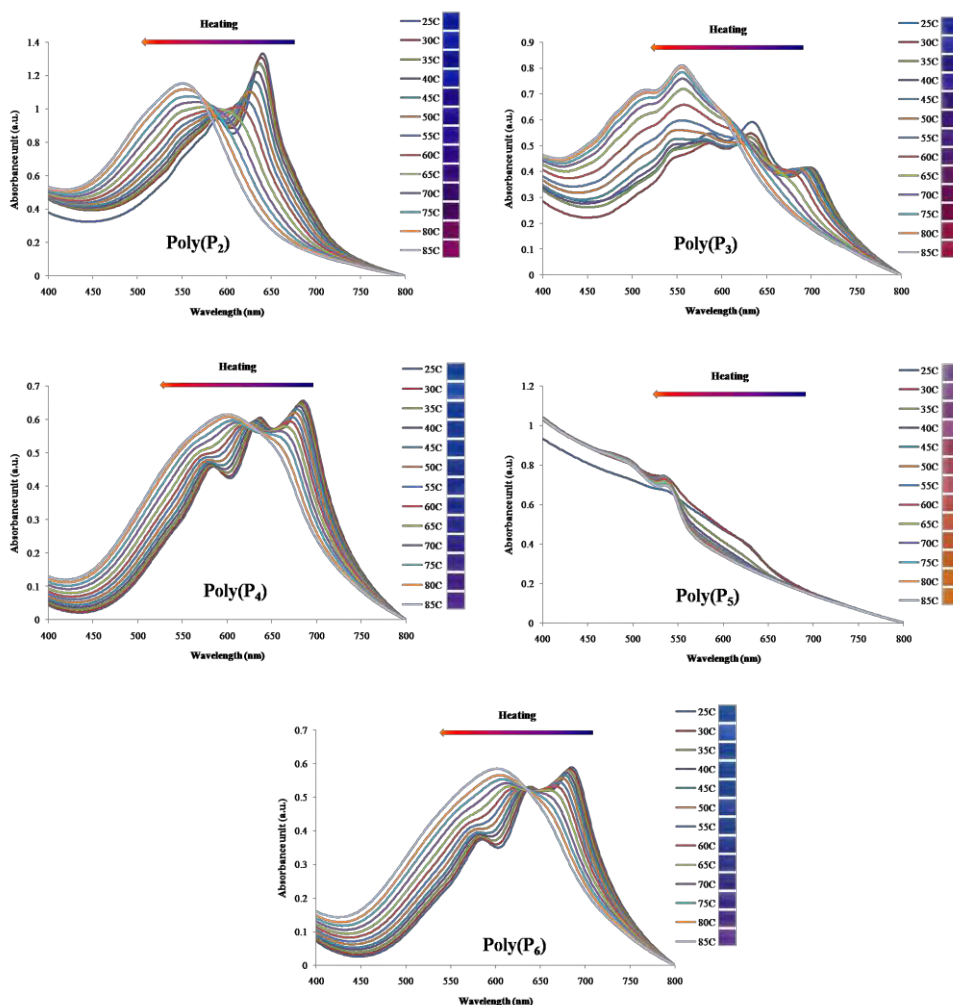 Heating
Absorbance unit (a.u.)
1.4
1.2
1
0.8
0.6
0.4
0.2
0
400 450 500 550 600 650 700 750 800
Wavelength (nm)
Poly(P2)
25C
30C
35C
40C
45C
50C
55C
60C
65C
70C
75C
80C
85C
Heating
Absorbance unit (a.u.)
0.9
0.8
0.7
0.6
0.5
0.4
0.3
0.2
0.1
0
400 450 500 550 600 650 700 750 800
Wavelength (nm)
Poly(P3)
25C
30C
35C
40C
45C
50C
55C
60C
65C
70C
75C
80C
85C
Heating
Absorbance unit (a.u.)
0.7
0.6
0.5
0.4
0.3
0.2
0.1
0
400 450 500 550 600 650 700 750 800
Wavelength (nm)
Poly(P4)
25C
30C
35C
40C
45C
50C
55C
60C
65C
70C
75C
80C
85C
Heating
Absorbance unit (a.u.)
1.2
1
0.8
0.6
0.4
0.2
0
400 450 500 550 600 650 700 750 800
Wavelength (nm)
Poly(P5)
25C
30C
35C
40C
45C
50C
55C
60C
65C
70C
75C
80C
85C
Heating
Absorbance unit (a.u.)
0.7
0.6
0.5
0.4
0.3
0.2
0.1
0
400 450 500 550 600 650 700 750 800
Wavelength (nm)
Poly(P6)
25C
30C
35C
40C
45C
50C
55C
60C
65C
70C
75C
80C
85C